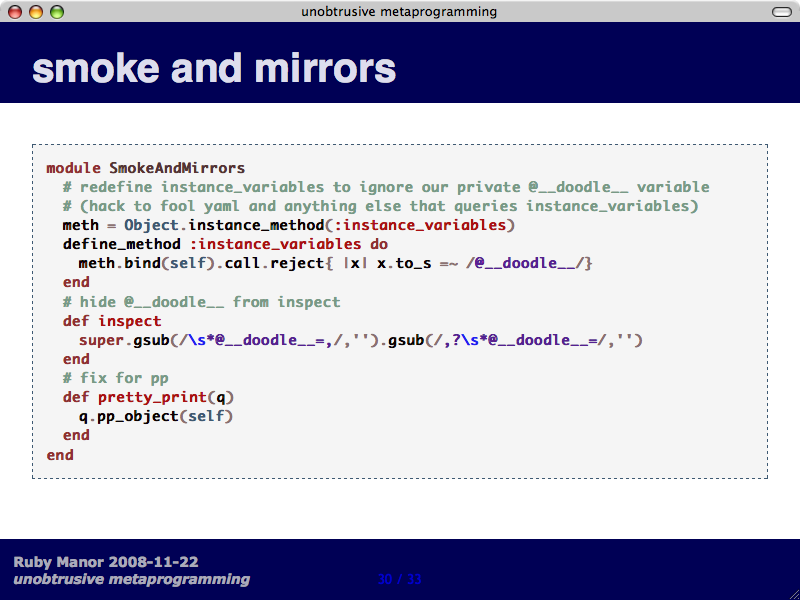 unobtrusive metaprogramming
smoke and mirrors
module SmokeAndMirrors
  # redefine instance_variables to ignore our private @__doodle__ variable
  # (hack to fool yaml and anything else that queries instance_variables)
  meth = Object.instance_method(:instance_variables)
  define_method :instance_variables do
    meth.bind(self).call.reject{ |x| x.to_s =~ /@__doodle__/}
  end
  # hide @__doodle__ from inspect
  def inspect
    super.gsub(/\s*@__doodle__=,/,'').gsub(/,?\s*@__doodle__=/,'')
  end
  # fix for pp
  def pretty_print(q)
    q.pp_object(self)
  end
end
Ruby Manor 2008-11-22
unobtrusive metaprogramming
30 / 33